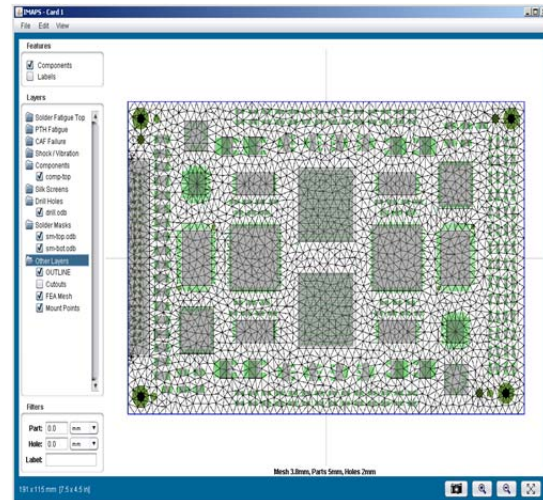 IMAPS - Card 1
File Edit View
Features
Components
Labels
Layers
Solder Fatigue Top
PTH Fatigue
CAF Failure
Shock / Vibration
Components
comp-top
Silk Screens
Drill Holes
drill.odb
Solder Masks
sm-top.odb
sm-bot.odb
Other Layers
OUTLINE
Cutouts
FEA Mesh
Mount Points
Filters
Part: 0.0 mm
Hole: 0.0 mm
Label:
Mesh 3.8mm, Parts 5mm, Holes 2mm
191 x 115 mm [7.5 x 4.5 in]